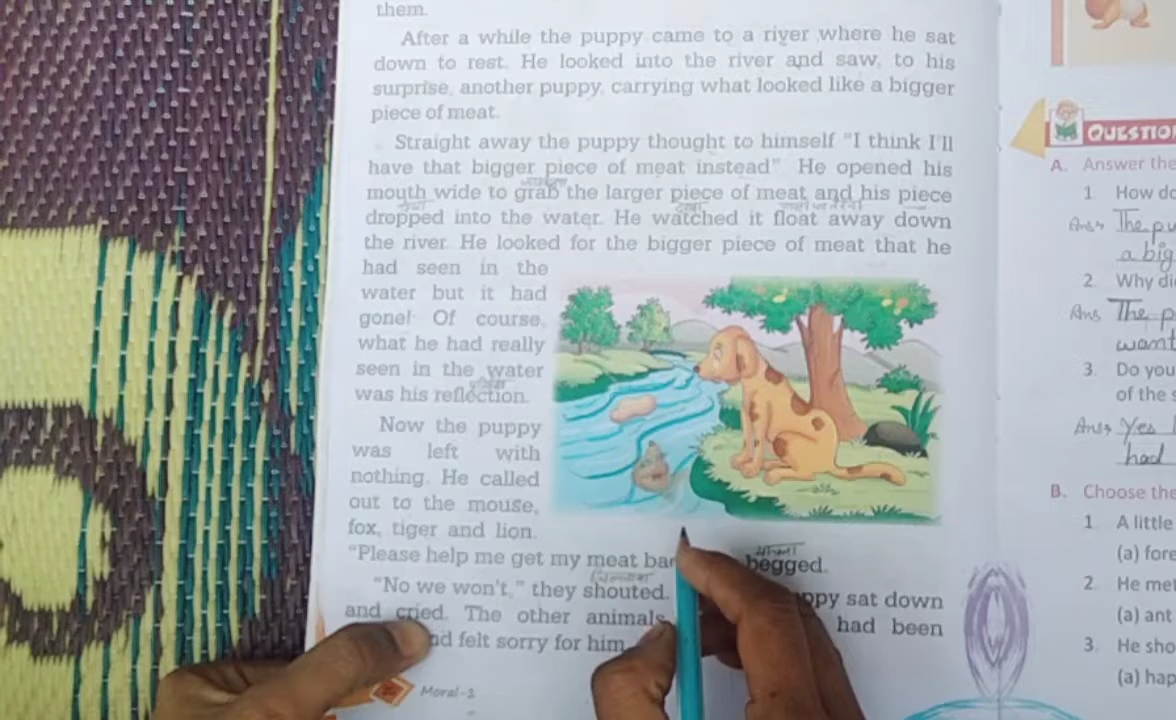 them.
After a while the puppy came to a river where he sat
down to rest. He looked into the river and saw, to his
surprise, another puppy, carrying what looked like a bigger
piece of meat.
Straight away the puppy thought to himself "I think I'll
have that bigger piece of meat instead" He opened his
mouth wide to grab the larger piece of meat and his piece
dropped into the water. He watched it float away down
the river. He looked for the bigger piece of meat that he
had seen in the
water but it had
gone! Of course,
what he had really
seen in the water
was his reflection.
Now the puppy
was left with
nothing. He called
out to the mouse,
fox, tiger and lion.
"Please help me get my meat ba begged.
"No we won't," they shouted. ppy sat down
and cried. The other animals had been
nd felt sorry for him
Moral-1
QUESTIO
A. Answer the
1 How d
Ans The pu
a big
2. Why di
Ans The p
want
3. Do you
of the s
Ans Yes I
had
B. Choose the
1 A little
(a) fore
2. He me
(a) ant
3. He sho
(a) hap